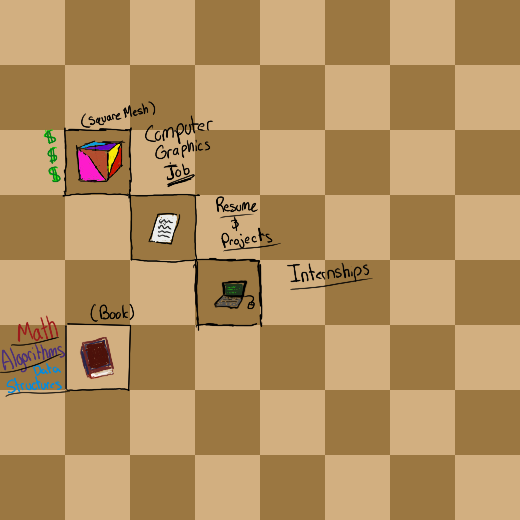 (Square Mesh)
$
$
$
Computer
Graphics
Job
Resume
&
Projects
Internships
(Book)
Math
Algorithms
Data
Structures